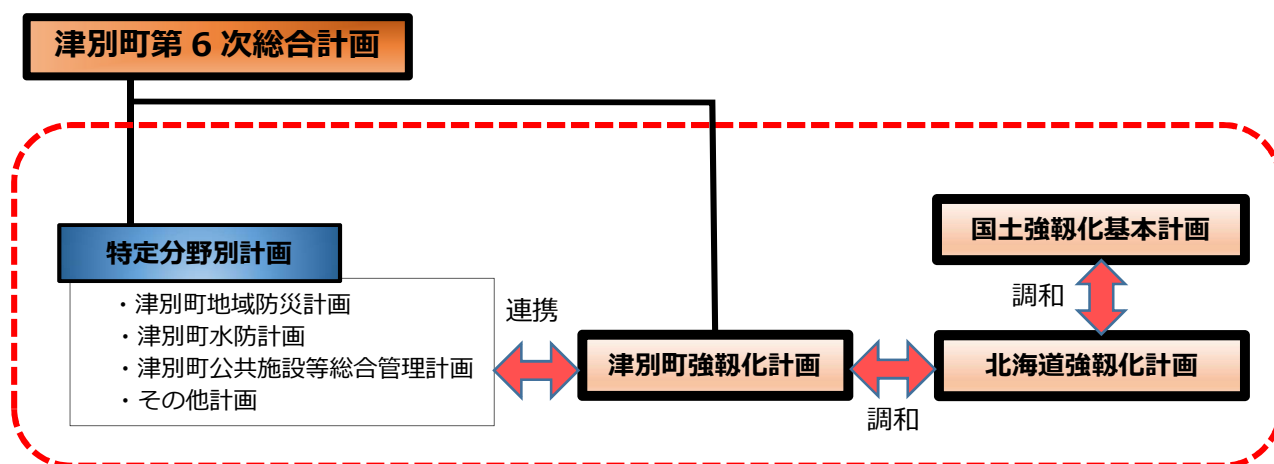 津別町第6次総合計画
特定分野別計画
・津別町地域防災計画
・津別町水防計画
・津別町公共施設等総合管理計画
・その他計画
連携
津別町強靱化計画
調和
国土強靱化基本計画
調和
北海道強靱化計画